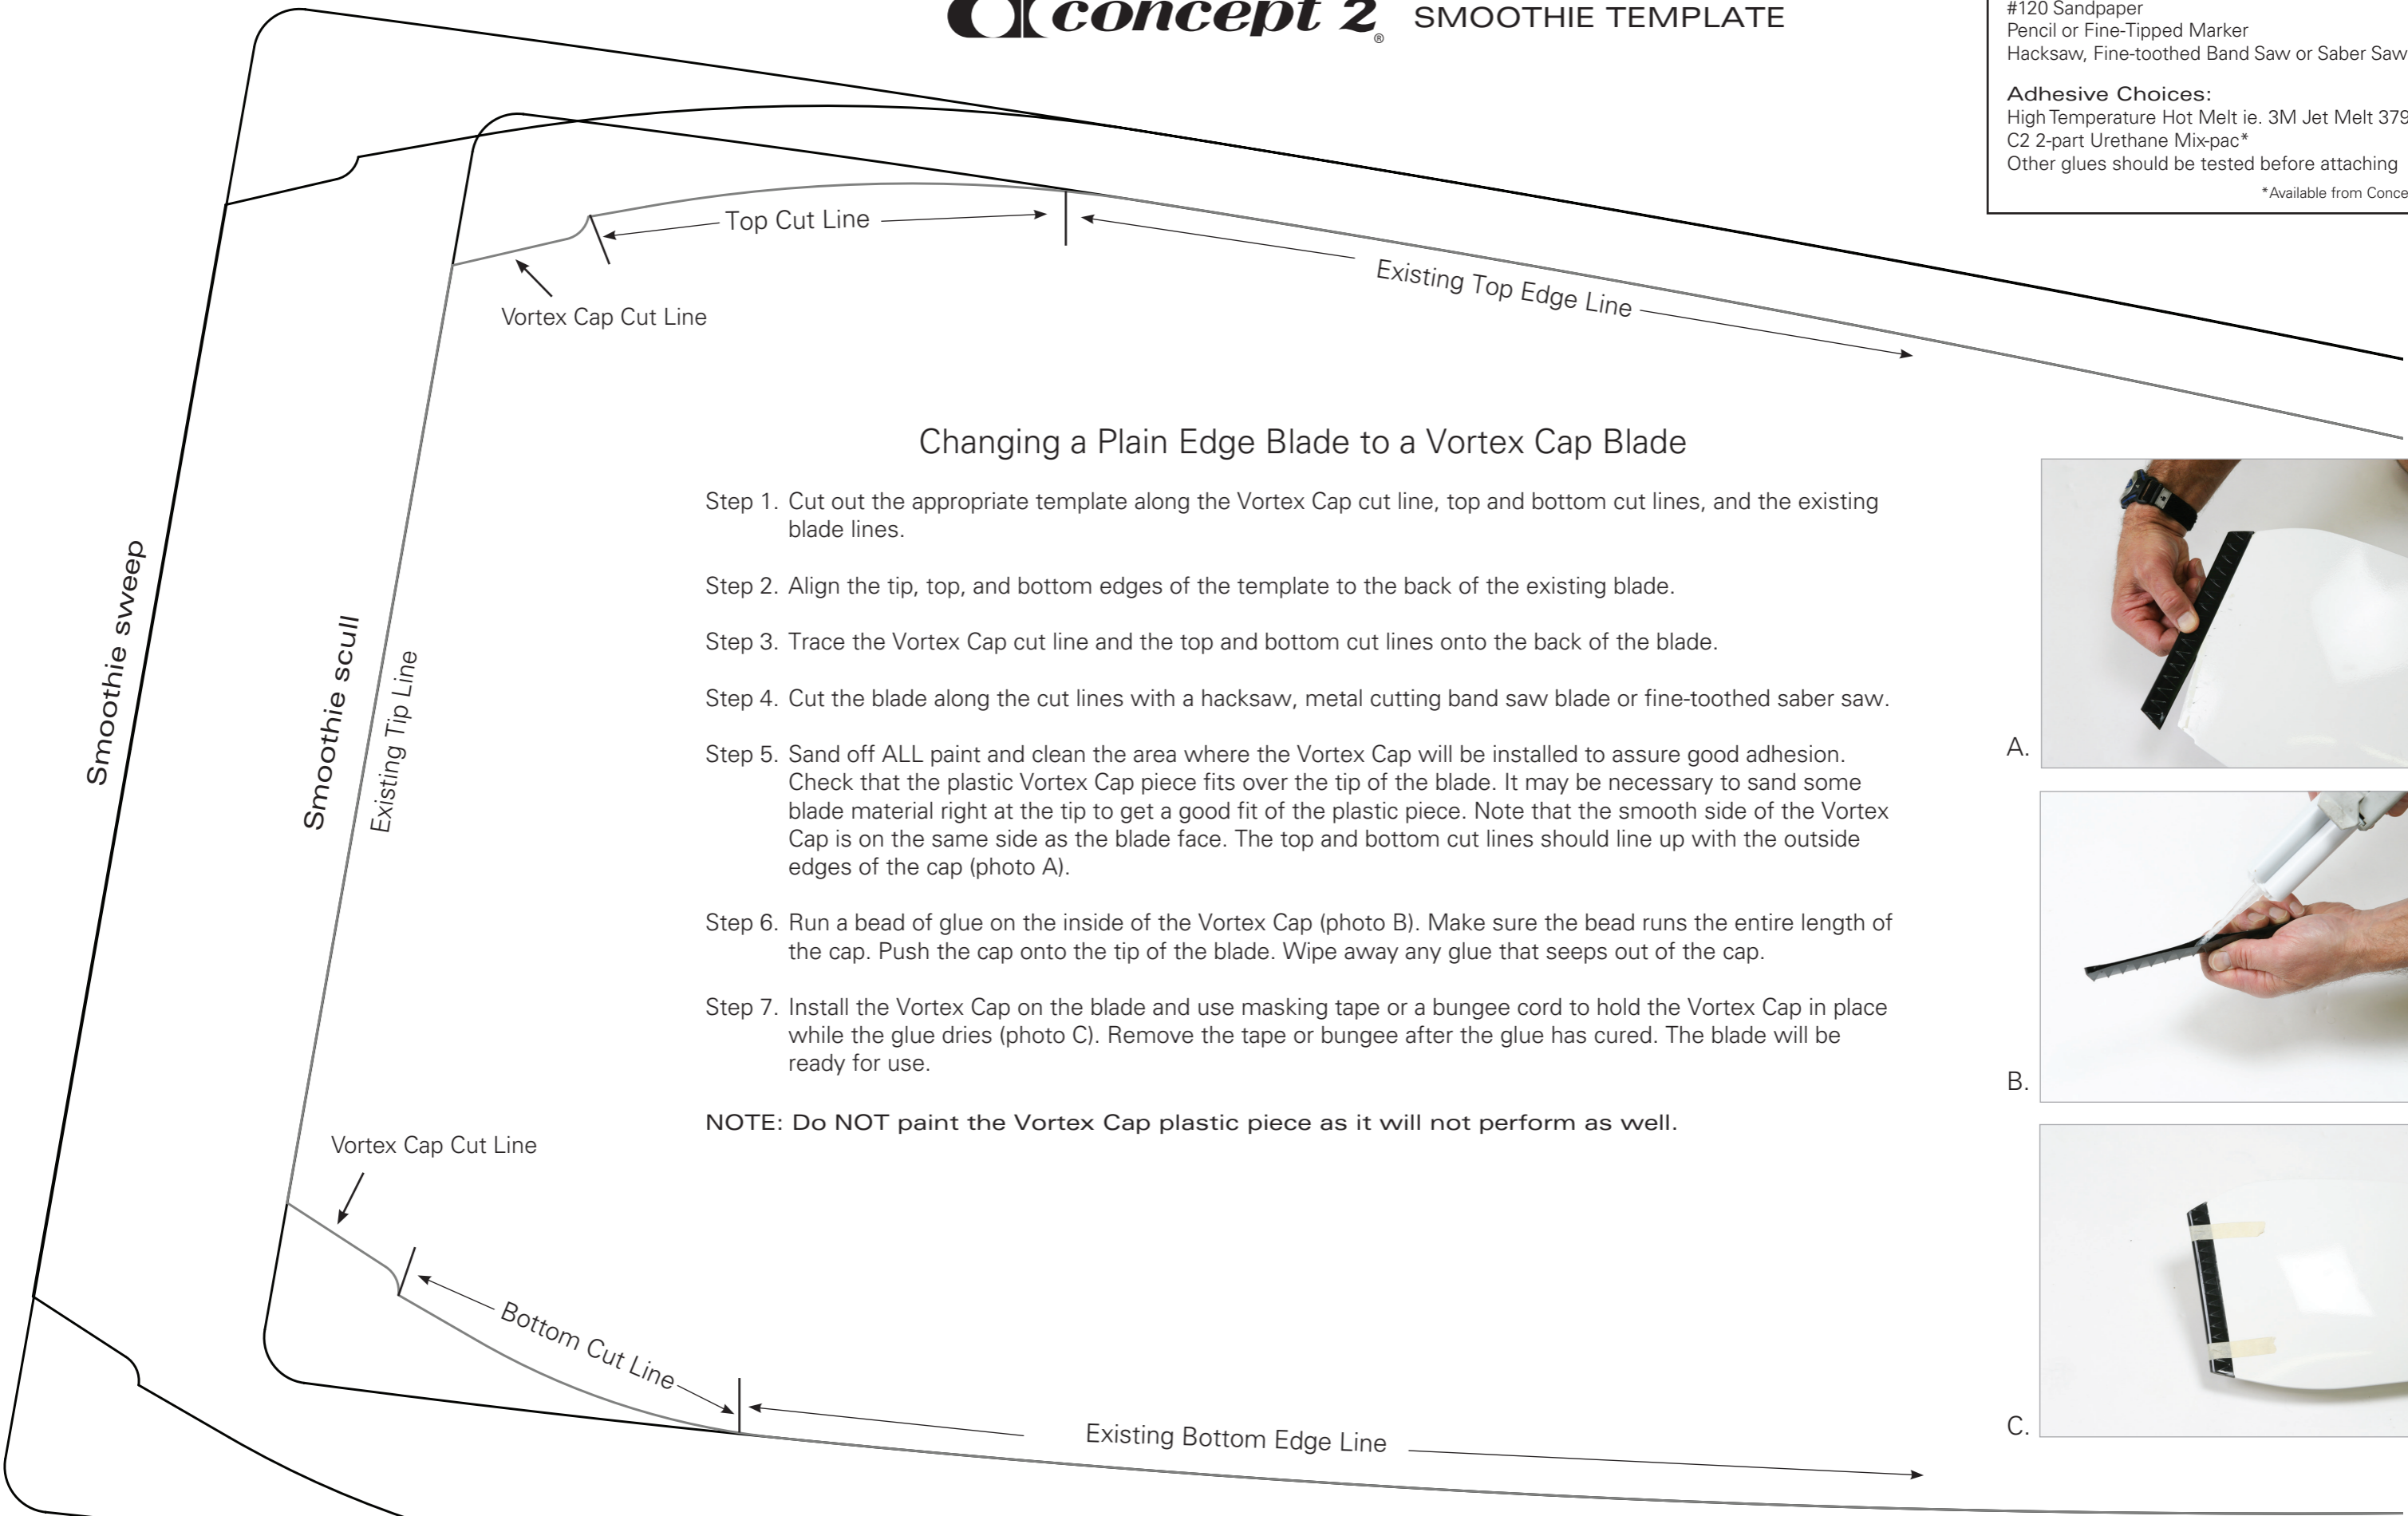 concept 2® SMOOTHIE TEMPLATE
#120 Sandpaper
Pencil or Fine-Tipped Marker
Hacksaw, Fine-toothed Band Saw or Saber Saw
Adhesive Choices:
High Temperature Hot Melt ie. 3M Jet Melt 379
C2 2-part Urethane Mix-pac*
Other glues should be tested before attaching
*Available from Conce
Top Cut Line
Existing Top Edge Line
Vortex Cap Cut Line
Smoothie sweep
Smoothie scull
Existing Tip Line
Changing a Plain Edge Blade to a Vortex Cap Blade
Step 1. Cut out the appropriate template along the Vortex Cap cut line, top and bottom cut lines, and the existing
blade lines.
Step 2. Align the tip, top, and bottom edges of the template to the back of the existing blade.
Step 3. Trace the Vortex Cap cut line and the top and bottom cut lines onto the back of the blade.
Step 4. Cut the blade along the cut lines with a hacksaw, metal cutting band saw blade or fine-toothed saber saw.
Step 5. Sand off ALL paint and clean the area where the Vortex Cap will be installed to assure good adhesion.
Check that the plastic Vortex Cap piece fits over the tip of the blade. It may be necessary to sand some
blade material right at the tip to get a good fit of the plastic piece. Note that the smooth side of the Vortex
Cap is on the same side as the blade face. The top and bottom cut lines should line up with the outside
edges of the cap (photo A).
Step 6. Run a bead of glue on the inside of the Vortex Cap (photo B). Make sure the bead runs the entire length of
the cap. Push the cap onto the tip of the blade. Wipe away any glue that seeps out of the cap.
Step 7. Install the Vortex Cap on the blade and use masking tape or a bungee cord to hold the Vortex Cap in place
while the glue dries (photo C). Remove the tape or bungee after the glue has cured. The blade will be
ready for use.
NOTE: Do NOT paint the Vortex Cap plastic piece as it will not perform as well.
A.
B.
C.
Vortex Cap Cut Line
Bottom Cut Line
Existing Bottom Edge Line